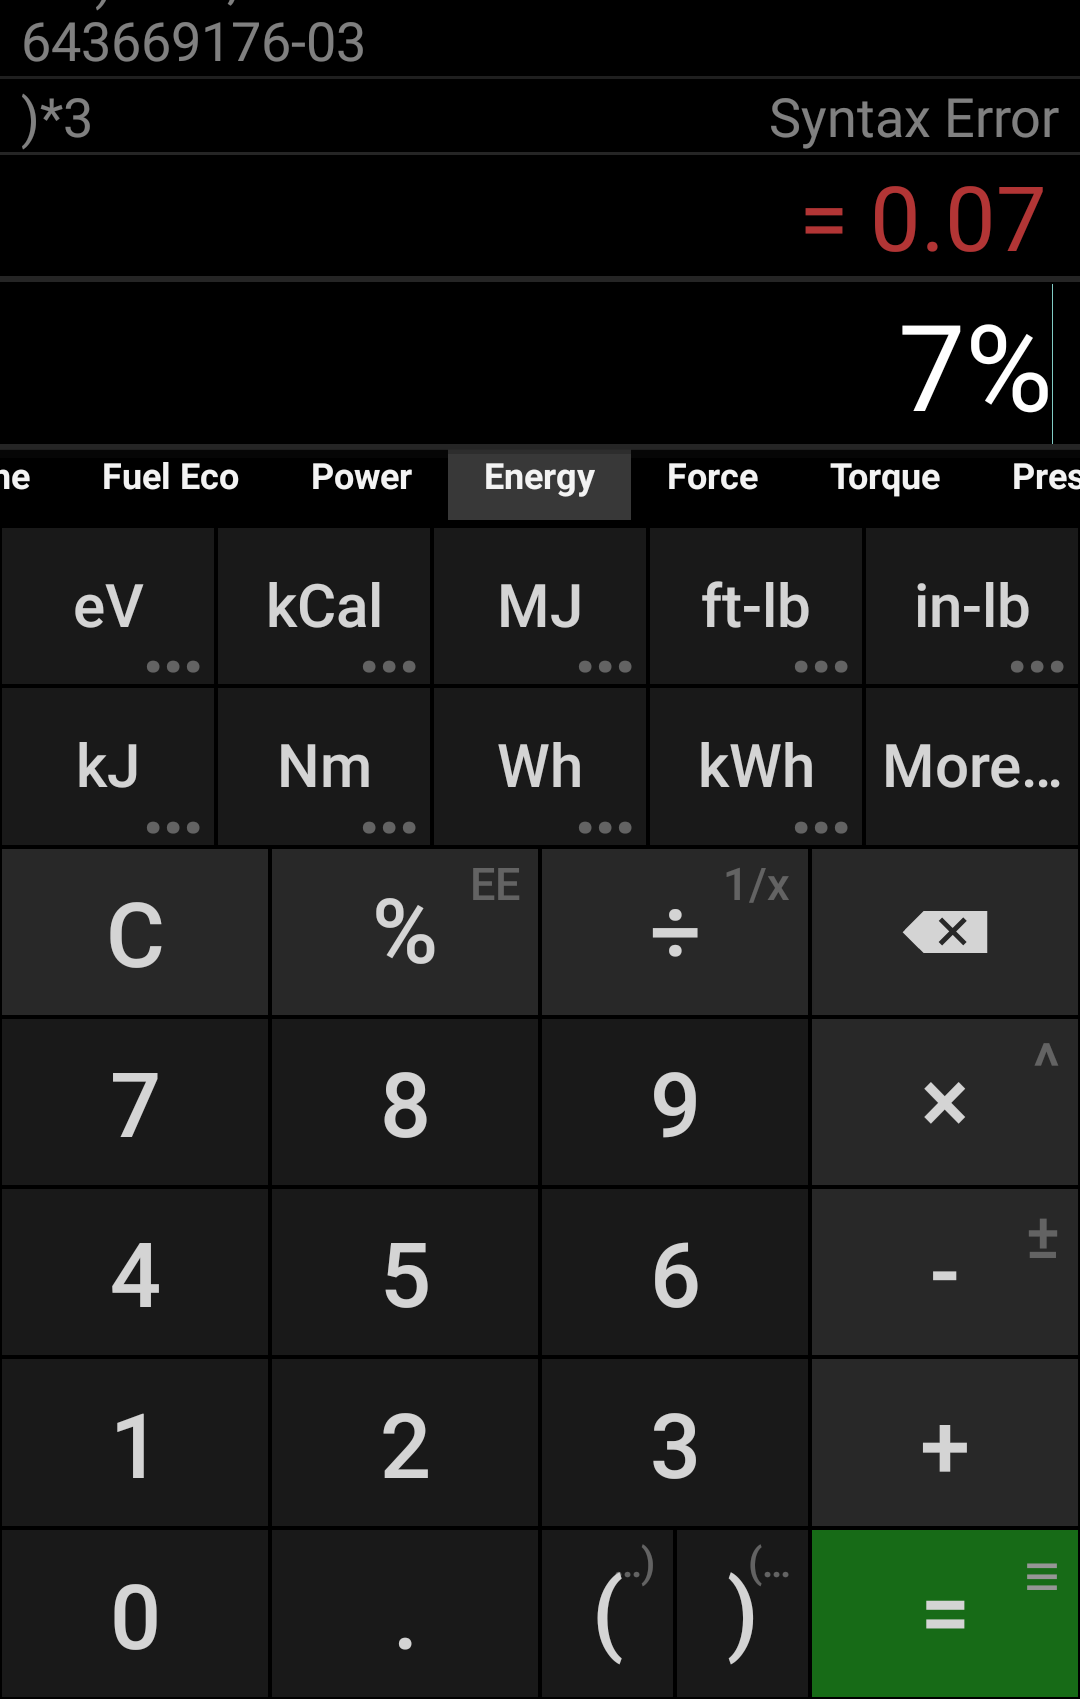 643669176-03
)*3 Syntax Error
= 0.07
7%
ne Fuel Eco Power Energy Force Torque Pres
eV kCal MJ ft-lb in-lb
kJ Nm Wh kWh More...
C % EE ÷ 1/x
7 8 9 × ^
4 5 6 - ±
1 2 3 +
0 . ( ..) ) (... = ≡